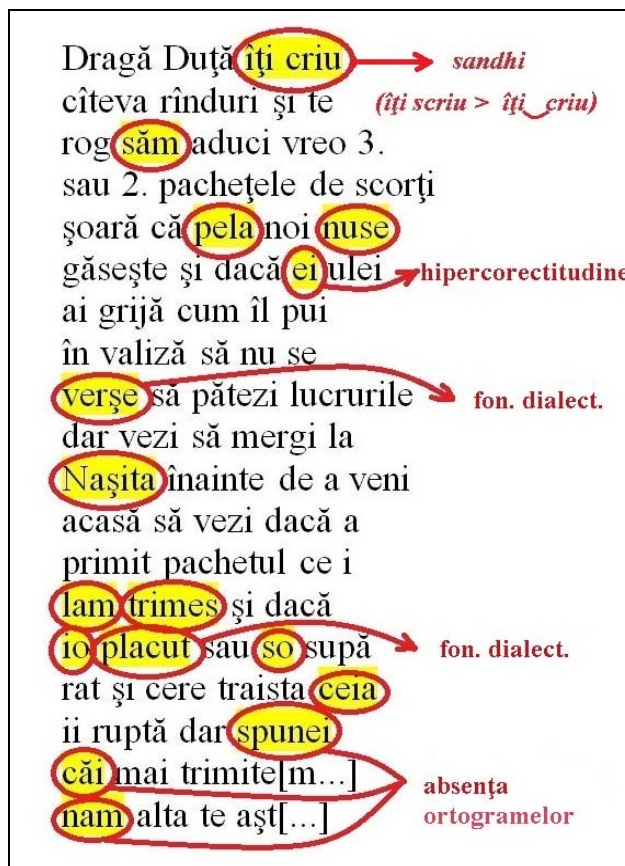 Dragă Duţă îţi criu
sandhi
cîteva rînduri şi te
(îţi scriu > îţi criu)
rog săm aduci vreo 3.
sau 2. pacheţele de scorţi
şoară că pela noi nuse
găseşte şi dacă ei ulei
hipercorectitudine
ai grijă cum îl pui
în valiză să nu se
verşe să pătezi lucrurile
fon. dialect.
dar vezi să mergi la
Naşita înainte de a veni
acasă să vezi dacă a
primit pachetul ce i
lam trimes şi dacă
io placut sau so supă
fon. dialect.
rat şi cere traista ceia
ii ruptă dar spunei
căi mai trimite[m...]
absenţa
nam alta te aşt[...]
ortogramelor